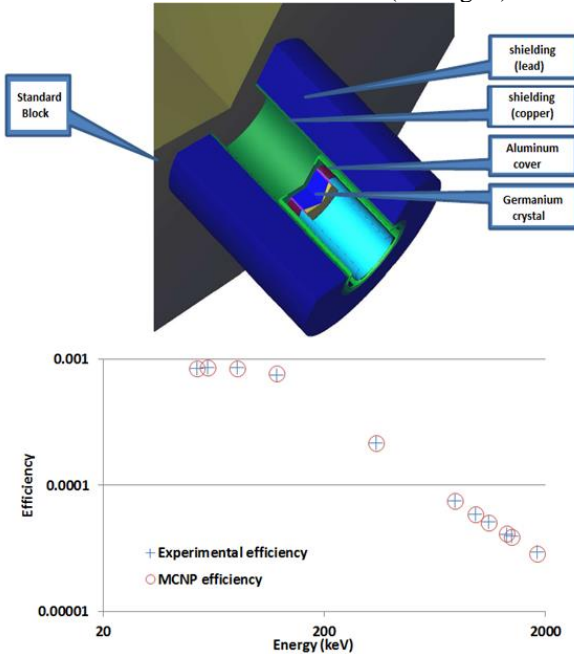 shielding
(lead)
Standard
Block
shielding
(copper)
Aluminum
cover
Germanium
crystal
0.001
0.0001
0.00001
Efficiency
Experimental efficiency
MCNP efficiency
20
200
2000
Energy (keV)